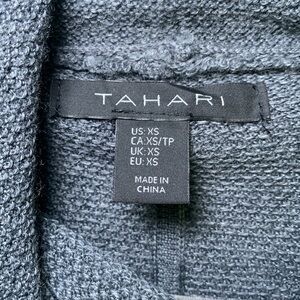 TAHARI
US: XS
CA: XS/TP
UK: XS
EU: XS
MADE IN
CHINA